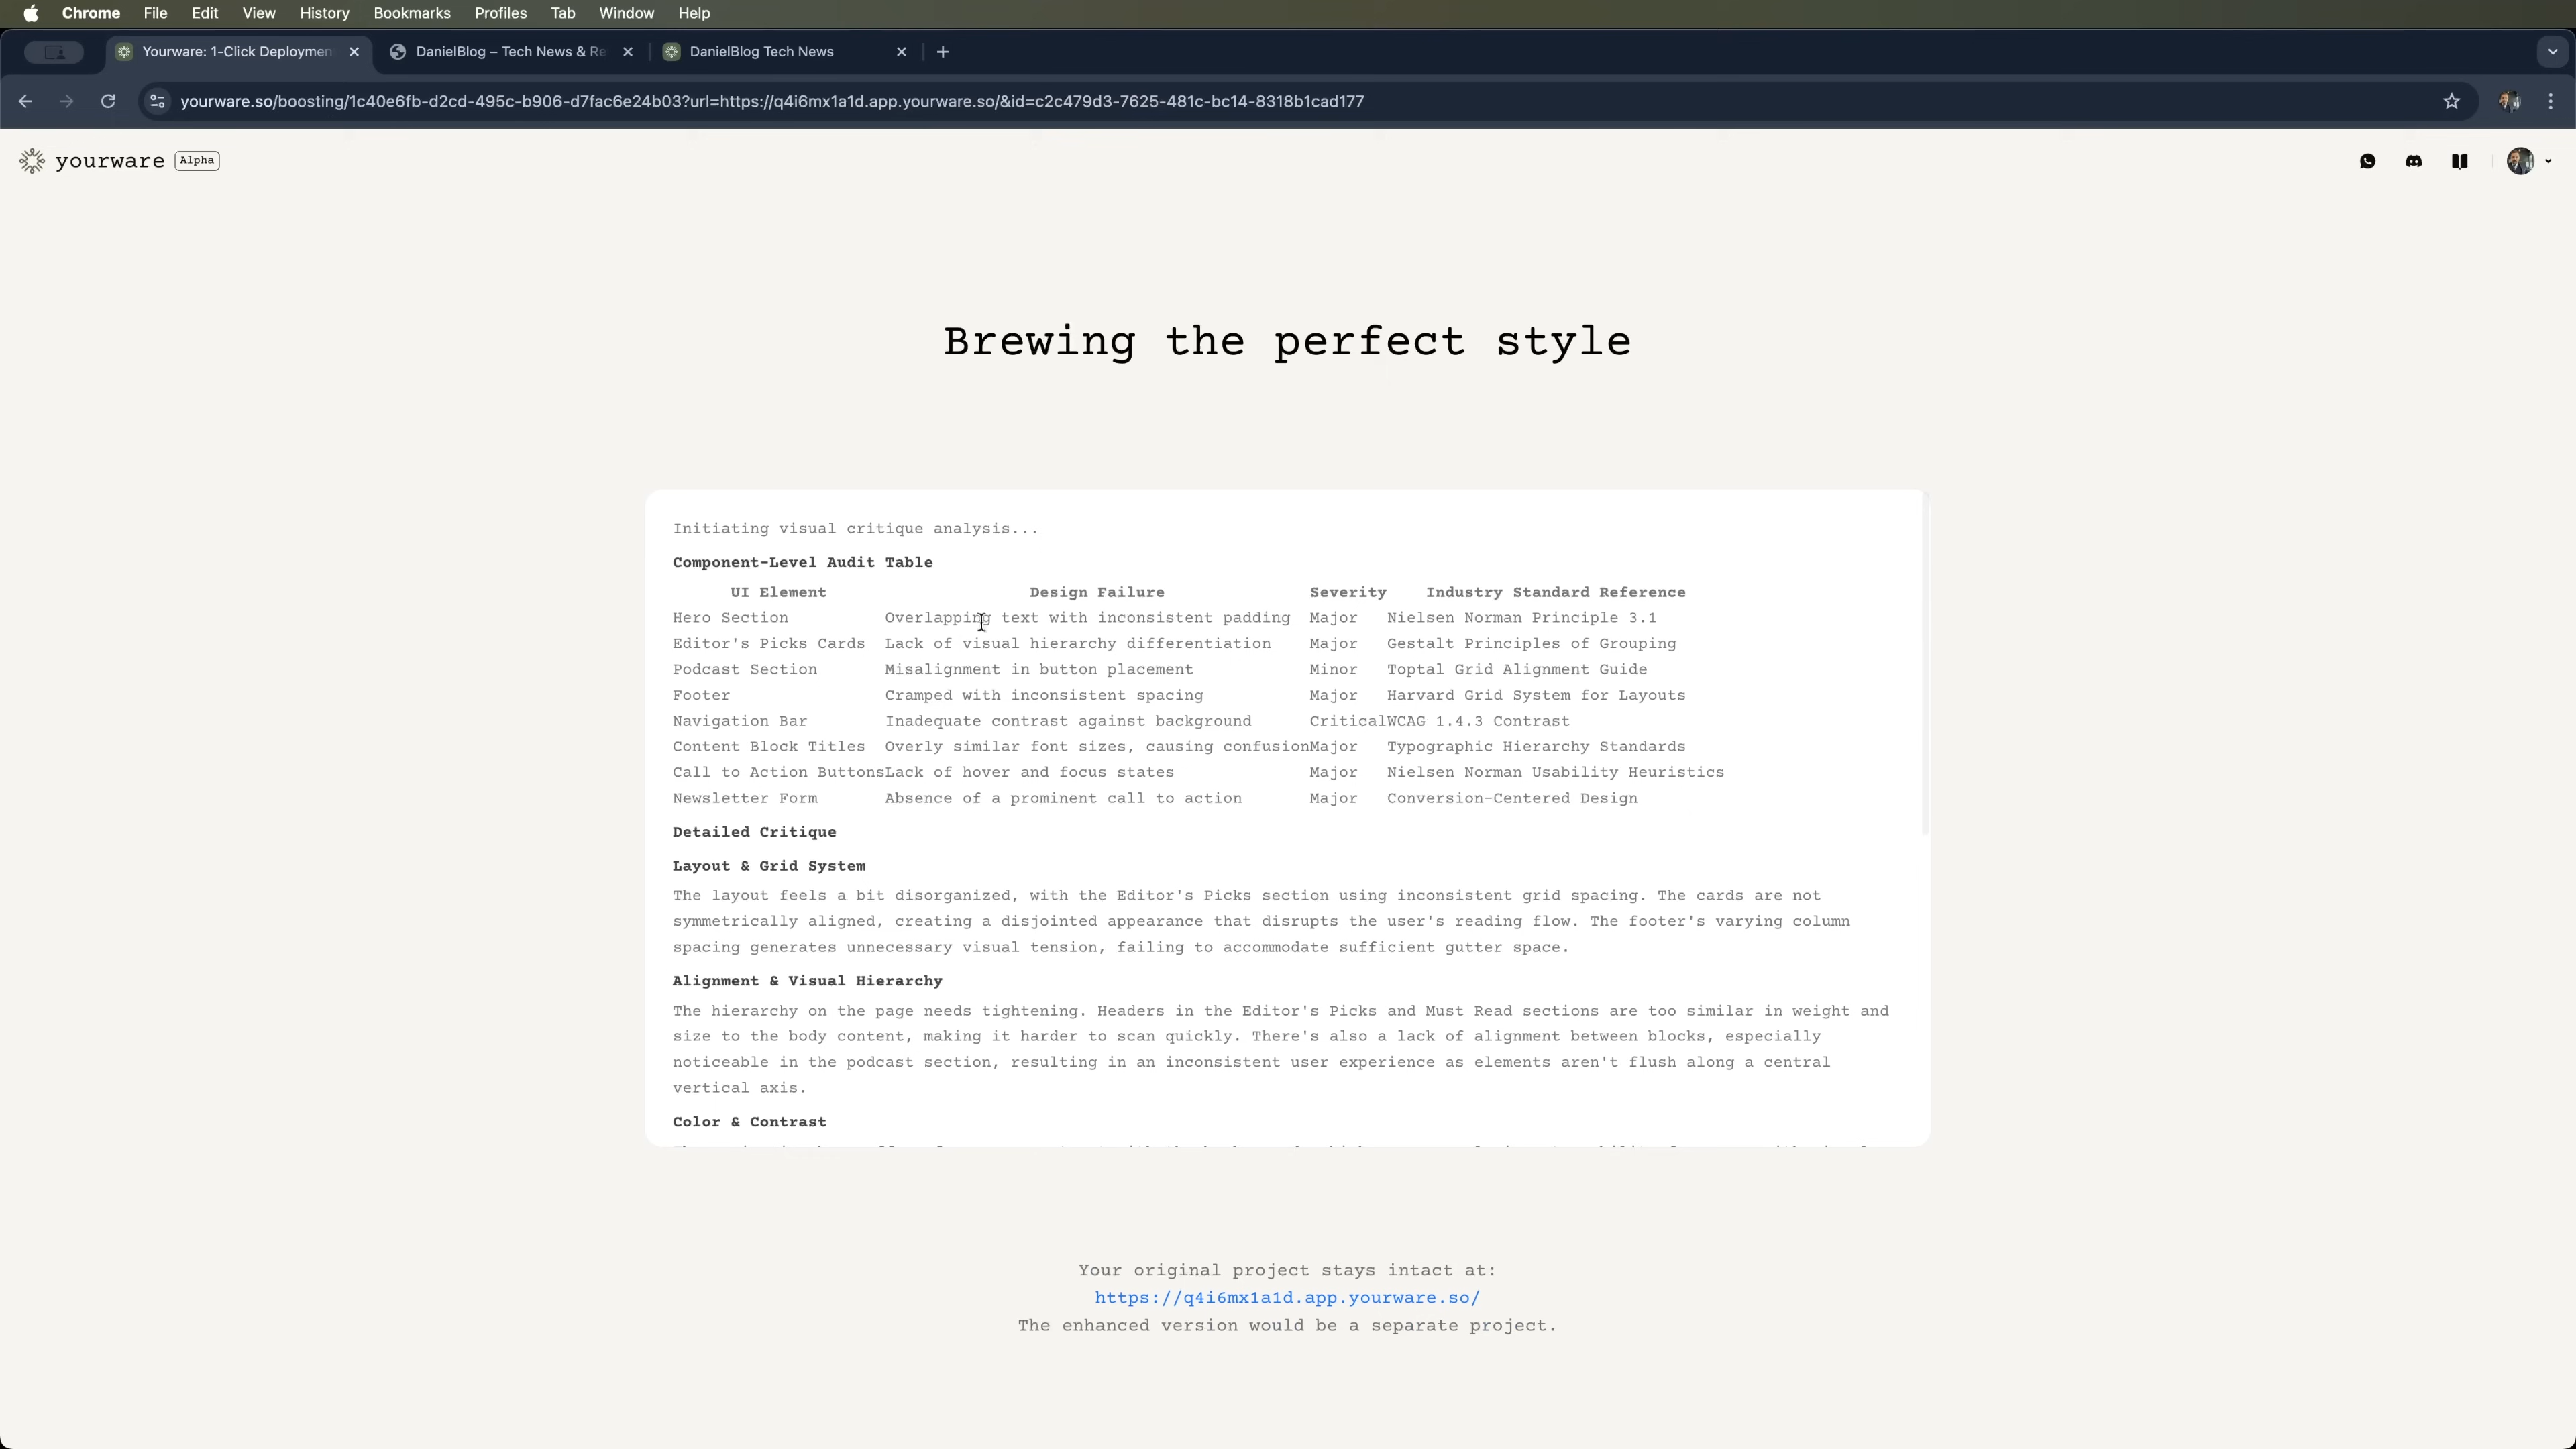 Chrome File Edit View History Bookmarks Profiles Tab Window Help
Yourware: 1-Click Deploymen DanielBlog – Tech News & Re DanielBlog Tech News
yourware.so/boosting/1c40e6fb-d2cd-495c-b906-d7fac6e24b03?url=https://q4i6mx1a1d.app.yourware.so/&id=c2c479d3-7625-481c-bc14-8318b1cad177
yourware Alpha
Brewing the perfect style
Initiating visual critique analysis...
Component-Level Audit Table
UI Element Design Failure Severity Industry Standard Reference
Hero Section Overlapping text with inconsistent padding Major Nielsen Norman Principle 3.1
Editor's Picks Cards Lack of visual hierarchy differentiation Major Gestalt Principles of Grouping
Podcast Section Misalignment in button placement Minor Toptal Grid Alignment Guide
Footer Cramped with inconsistent spacing Major Harvard Grid System for Layouts
Navigation Bar Inadequate contrast against background Critical WCAG 1.4.3 Contrast
Content Block Titles Overly similar font sizes, causing confusion Major Typographic Hierarchy Standards
Call to Action Buttons Lack of hover and focus states Major Nielsen Norman Usability Heuristics
Newsletter Form Absence of a prominent call to action Major Conversion-Centered Design
Detailed Critique
Layout & Grid System
The layout feels a bit disorganized, with the Editor's Picks section using inconsistent grid spacing. The cards are not
symmetrically aligned, creating a disjointed appearance that disrupts the user's reading flow. The footer's varying column
spacing generates unnecessary visual tension, failing to accommodate sufficient gutter space.
Alignment & Visual Hierarchy
The hierarchy on the page needs tightening. Headers in the Editor's Picks and Must Read sections are too similar in weight and
size to the body content, making it harder to scan quickly. There's also a lack of alignment between blocks, especially
noticeable in the podcast section, resulting in an inconsistent user experience as elements aren't flush along a central
vertical axis.
Color & Contrast
Your original project stays intact at:
https://q4i6mx1a1d.app.yourware.so/
The enhanced version would be a separate project.